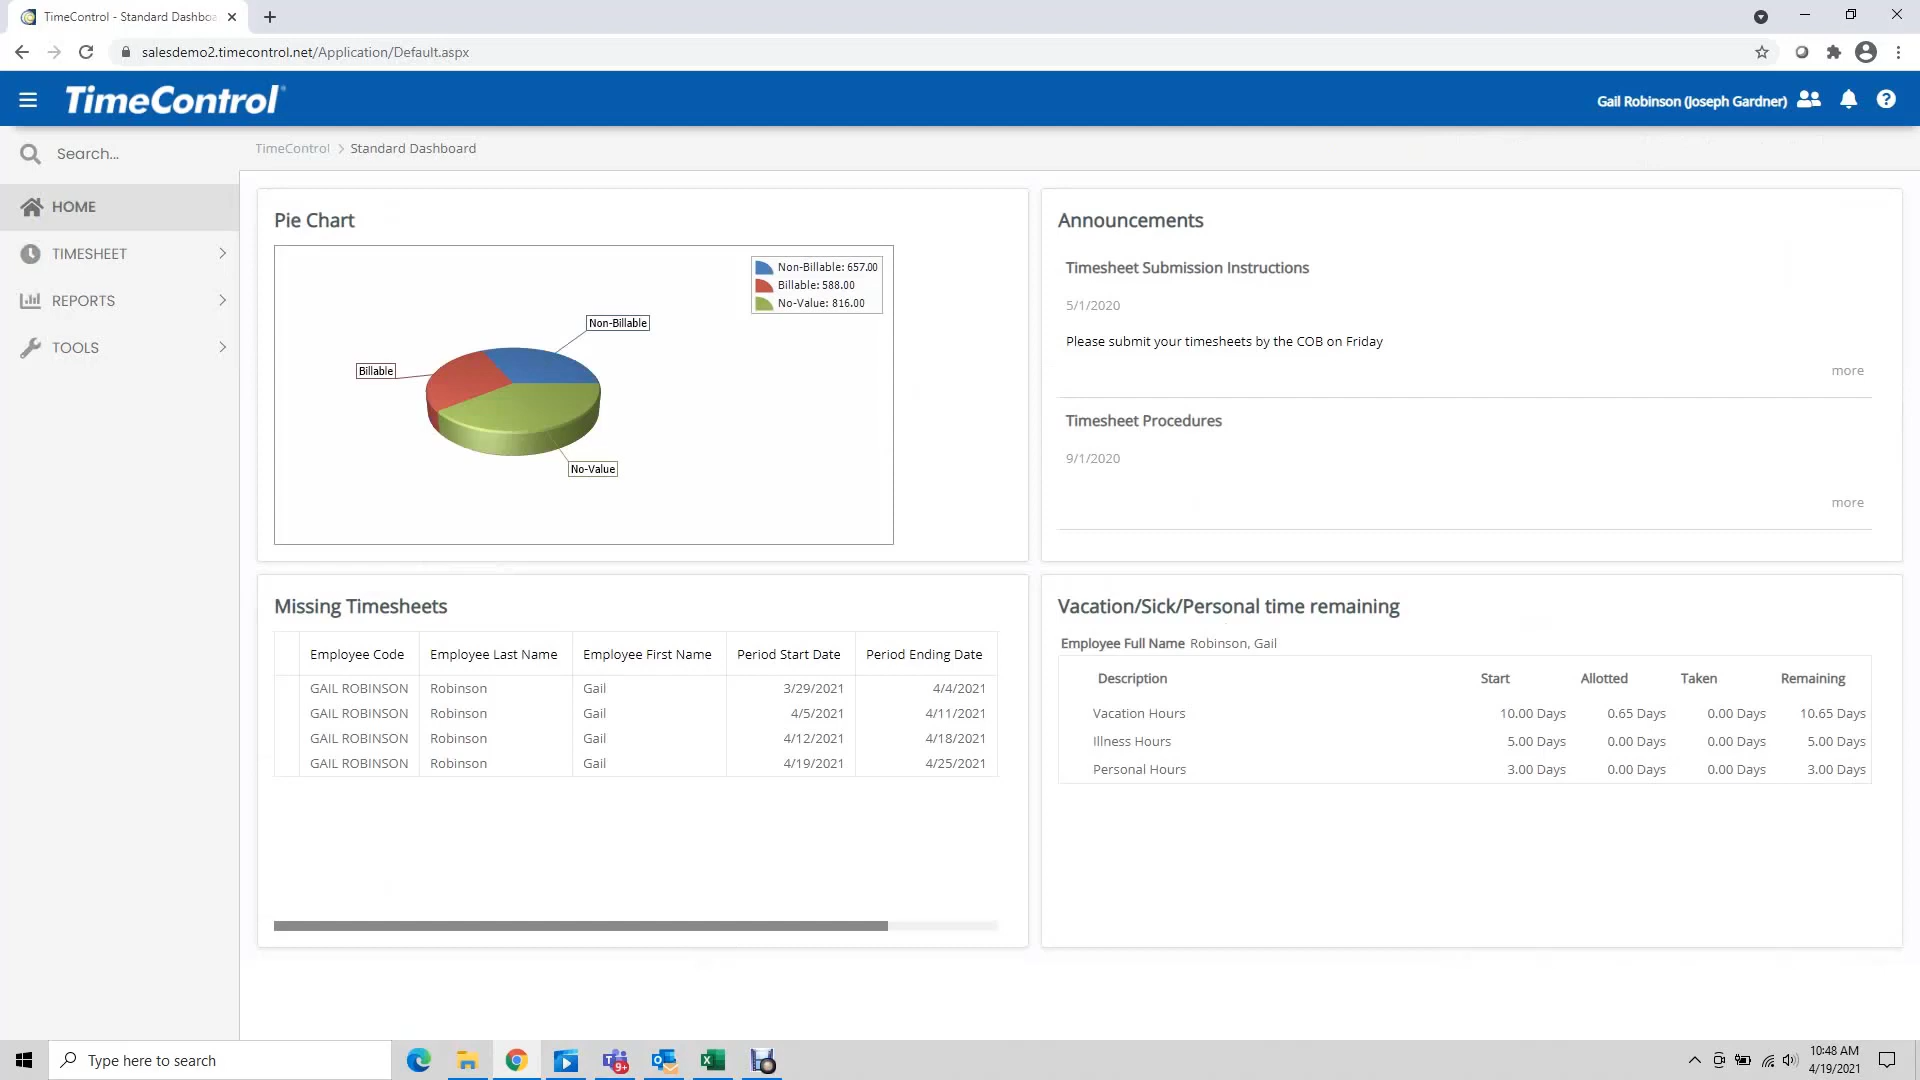 TimeControl - Standard Dashboa
salesdemo2.timecontrol.net/Application/Default.aspx
TimeControl
Gail Robinson (Joseph Gardner)
Search...
TimeControl > Standard Dashboard
HOME
TIMESHEET
REPORTS
TOOLS
Pie Chart
Non-Billable: 657.00
Billable: 588.00
No-Value: 816.00
Non-Billable
Billable
No-Value
Announcements
Timesheet Submission Instructions
5/1/2020
Please submit your timesheets by the COB on Friday
more
Timesheet Procedures
9/1/2020
more
Missing Timesheets
Employee Code Employee Last Name Employee First Name Period Start Date Period Ending Date
GAIL ROBINSON Robinson Gail 3/29/2021 4/4/2021
GAIL ROBINSON Robinson Gail 4/5/2021 4/11/2021
GAIL ROBINSON Robinson Gail 4/12/2021 4/18/2021
GAIL ROBINSON Robinson Gail 4/19/2021 4/25/2021
Vacation/Sick/Personal time remaining
Employee Full Name Robinson, Gail
Description Start Allotted Taken Remaining
Vacation Hours 10.00 Days 0.65 Days 0.00 Days 10.65 Days
Illness Hours 5.00 Days 0.00 Days 0.00 Days 5.00 Days
Personal Hours 3.00 Days 0.00 Days 0.00 Days 3.00 Days
Type here to search
9+
10:48 AM
4/19/2021